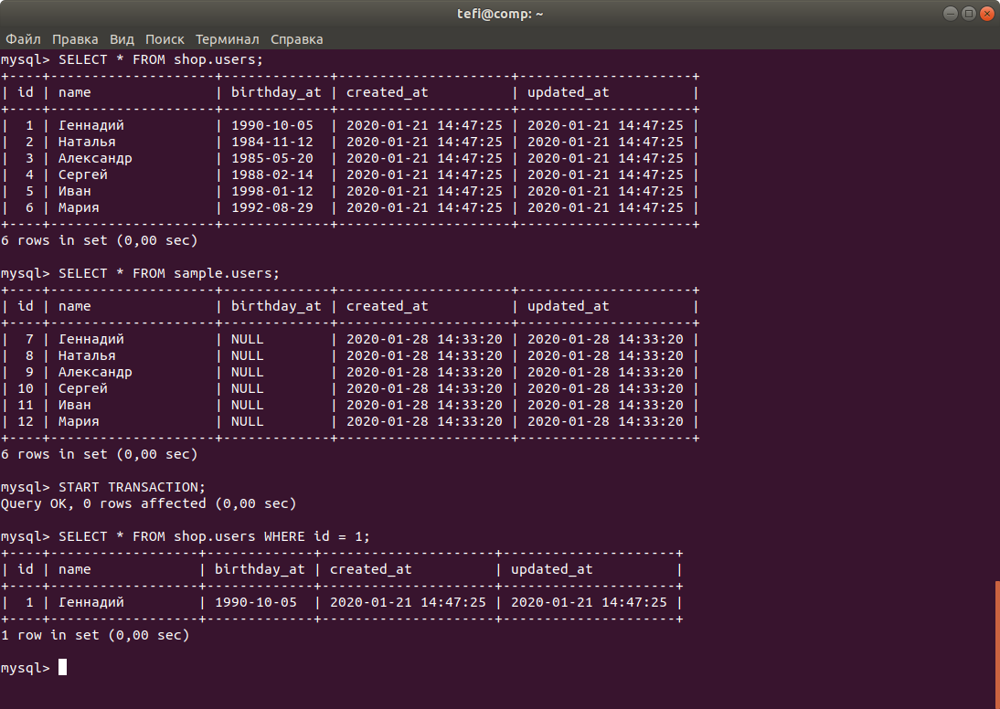 tefi@comp: ~
Файл Правка Вид Поиск Терминал Справка
mysql> SELECT * FROM shop.users;
+----+--------------------+-------------+---------------------+---------------------+
| id | name               | birthday_at | created_at          | updated_at          |
+----+--------------------+-------------+---------------------+---------------------+
|  1 | Геннадий           | 1990-10-05  | 2020-01-21 14:47:25 | 2020-01-21 14:47:25 |
|  2 | Наталья            | 1984-11-12  | 2020-01-21 14:47:25 | 2020-01-21 14:47:25 |
|  3 | Александр          | 1985-05-20  | 2020-01-21 14:47:25 | 2020-01-21 14:47:25 |
|  4 | Сергей             | 1988-02-14  | 2020-01-21 14:47:25 | 2020-01-21 14:47:25 |
|  5 | Иван               | 1998-01-12  | 2020-01-21 14:47:25 | 2020-01-21 14:47:25 |
|  6 | Мария              | 1992-08-29  | 2020-01-21 14:47:25 | 2020-01-21 14:47:25 |
+----+--------------------+-------------+---------------------+---------------------+
6 rows in set (0,00 sec)
mysql> SELECT * FROM sample.users;
+----+--------------------+-------------+---------------------+---------------------+
| id | name               | birthday_at | created_at          | updated_at          |
+----+--------------------+-------------+---------------------+---------------------+
|  7 | Геннадий           | NULL        | 2020-01-28 14:33:20 | 2020-01-28 14:33:20 |
|  8 | Наталья            | NULL        | 2020-01-28 14:33:20 | 2020-01-28 14:33:20 |
|  9 | Александр          | NULL        | 2020-01-28 14:33:20 | 2020-01-28 14:33:20 |
| 10 | Сергей             | NULL        | 2020-01-28 14:33:20 | 2020-01-28 14:33:20 |
| 11 | Иван               | NULL        | 2020-01-28 14:33:20 | 2020-01-28 14:33:20 |
| 12 | Мария              | NULL        | 2020-01-28 14:33:20 | 2020-01-28 14:33:20 |
+----+--------------------+-------------+---------------------+---------------------+
6 rows in set (0,00 sec)
mysql> START TRANSACTION;
Query OK, 0 rows affected (0,00 sec)
mysql> SELECT * FROM shop.users WHERE id = 1;
+----+------------------+-------------+---------------------+---------------------+
| id | name             | birthday_at | created_at          | updated_at          |
+----+------------------+-------------+---------------------+---------------------+
|  1 | Геннадий         | 1990-10-05  | 2020-01-21 14:47:25 | 2020-01-21 14:47:25 |
+----+------------------+-------------+---------------------+---------------------+
1 row in set (0,00 sec)
mysql>